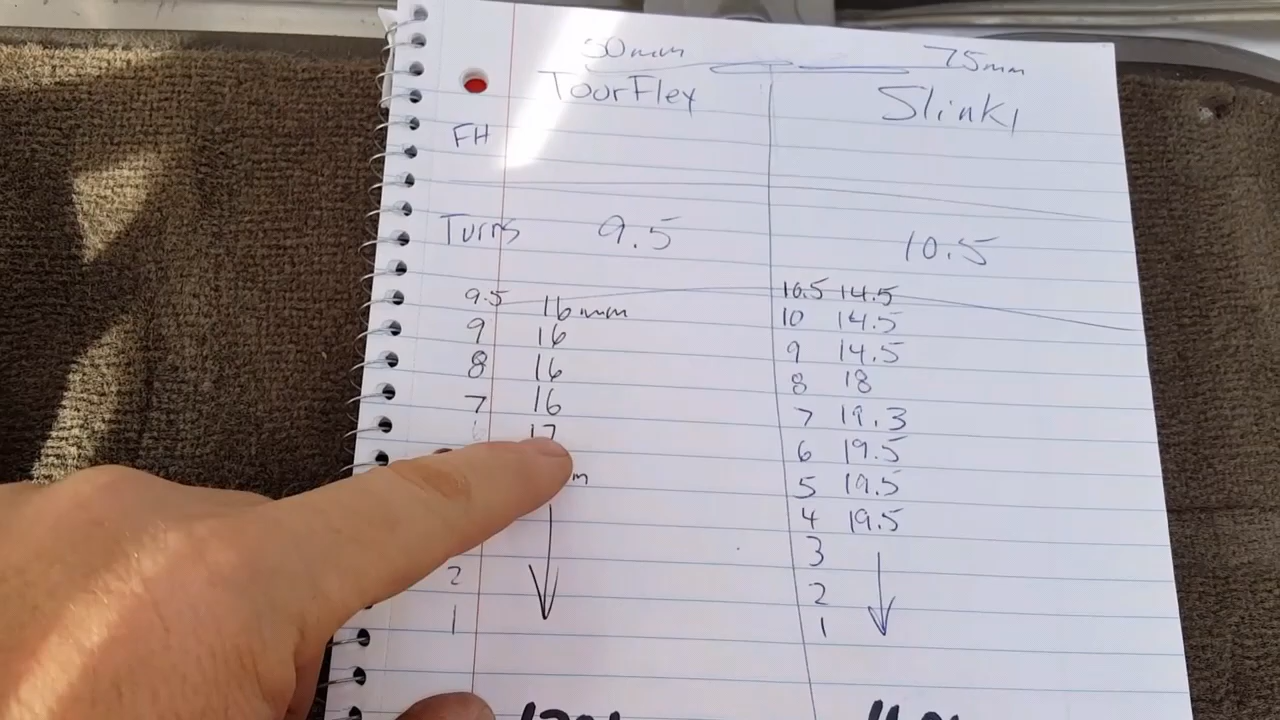 50mm 75mm
TourFlex Slinky
FH
Turns 9.5 10.5
9.5 16mm 10.5 14.5
9 16 10 14.5
8 16 9 14.5
7 16 8 18
6 17 7 19.3
m 6 19.5
5 19.5
4 19.5
3
2 2
1 1